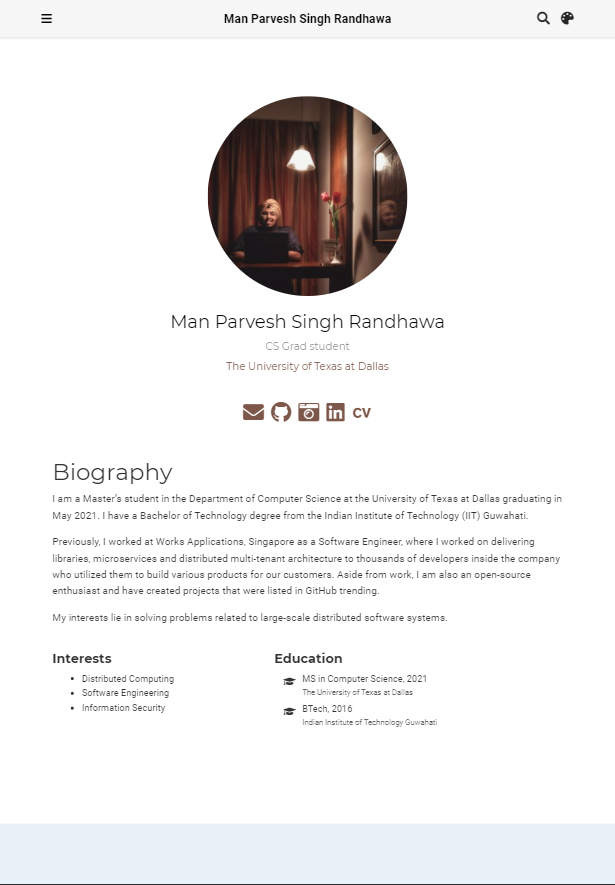 Man Parvesh Singh Randhawa
Man Parvesh Singh Randhawa
CS Grad student
The University of Texas at Dallas
CV
Biography
I am a Master's student in the Department of Computer Science at the University of Texas at Dallas graduating in
May 2021. I have a Bachelor of Technology degree from the Indian Institute of Technology (IIT) Guwahati.
Previously, I worked at Works Applications, Singapore as a Software Engineer, where I worked on delivering
libraries, microservices and distributed multi-tenant architecture to thousands of developers inside the company
who utilized them to build various products for our customers. Aside from work, I am also an open-source
enthusiast and have created projects that were listed in GitHub trending.
My interests lie in solving problems related to large-scale distributed software systems.
Interests
• Distributed Computing
• Software Engineering
• Information Security
Education
MS in Computer Science, 2021
The University of Texas at Dallas
BTech, 2016
Indian Institute of Technology Guwahati